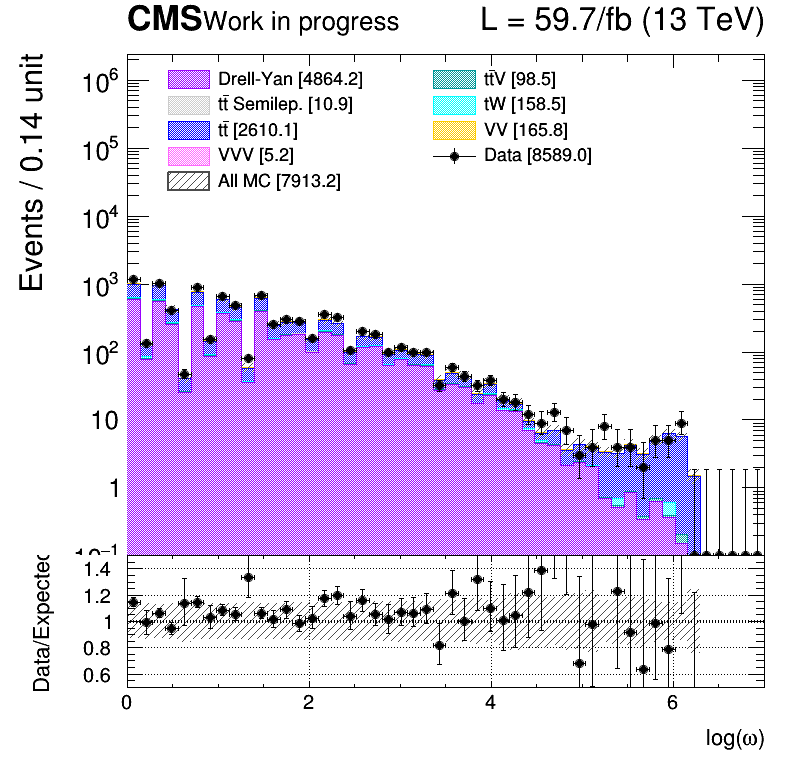 CMS Work in progress L = 59.7/fb (13 TeV)
Events / 0.14 unit
10⁶
10⁵
10⁴
10³
10²
10
1
10⁻¹
Drell-Yan [4864.2]
tt̄ Semilep. [10.9]
tt̄ [2610.1]
VVV [5.2]
All MC [7913.2]
tt̄V [98.5]
tW [158.5]
VV [165.8]
Data [8589.0]
Data/Expected
1.4
1.2
1
0.8
0.6
0 2 4 6
log(ω)